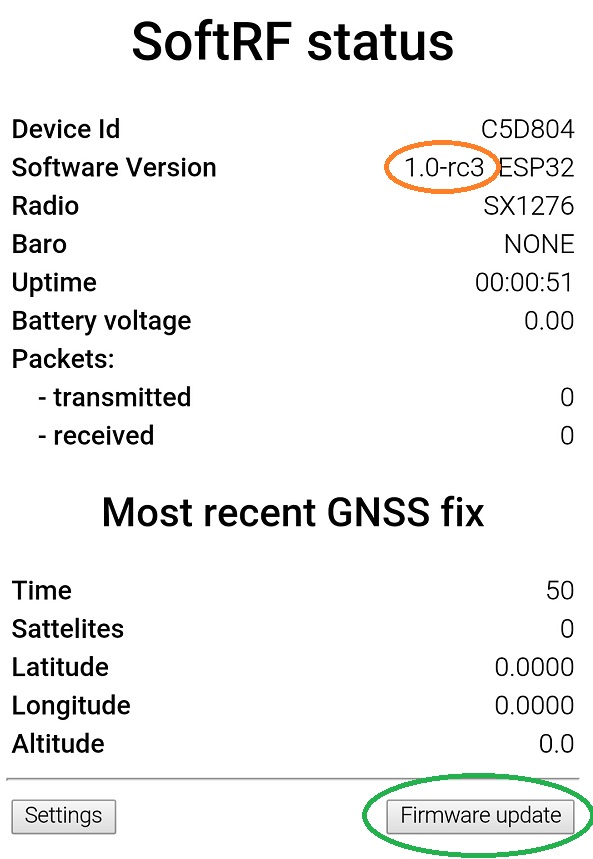 SoftRF status
Device Id C5D804
Software Version 1.0-rc3 ESP32
Radio SX1276
Baro NONE
Uptime 00:00:51
Battery voltage 0.00
Packets:
- transmitted 0
- received 0
Most recent GNSS fix
Time 50
Sattelites 0
Latitude 0.0000
Longitude 0.0000
Altitude 0.0
Settings Firmware update